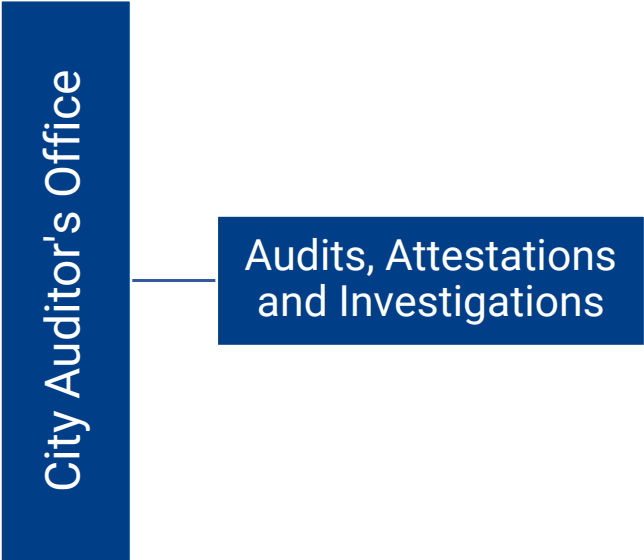 City Auditor's Office
Audits, Attestations
and Investigations